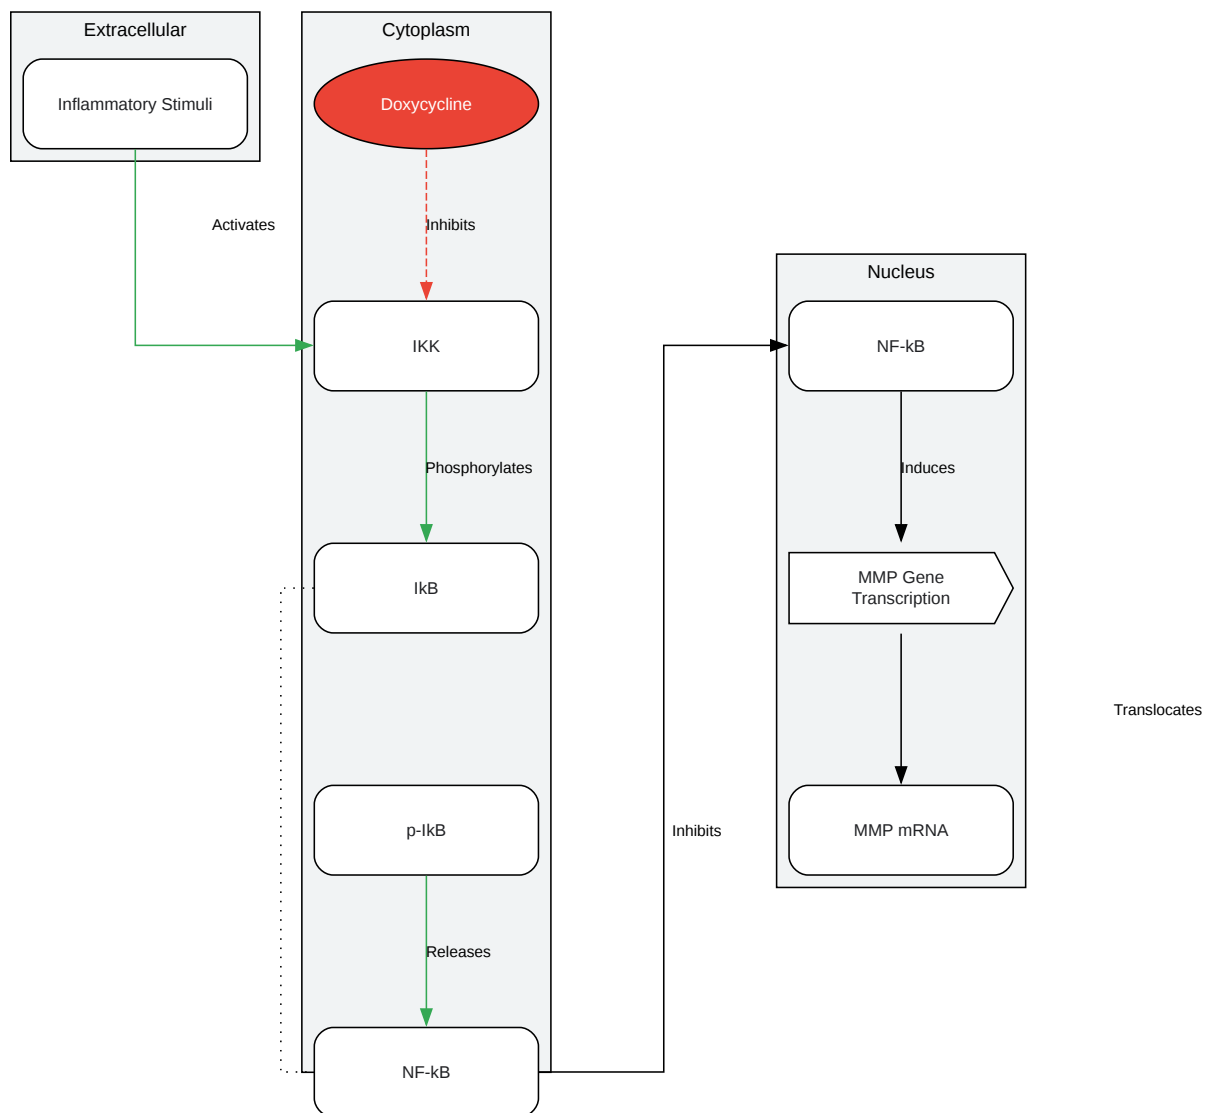 Extracellular
Inflammatory Stimuli
Activates
Cytoplasm
Doxycycline
Inhibits
IKK
Phosphorylates
IkB
p-IkB
Releases
NF-kB
Inhibits
Nucleus
NF-kB
Induces
MMP Gene
Transcription
MMP mRNA
Translocates